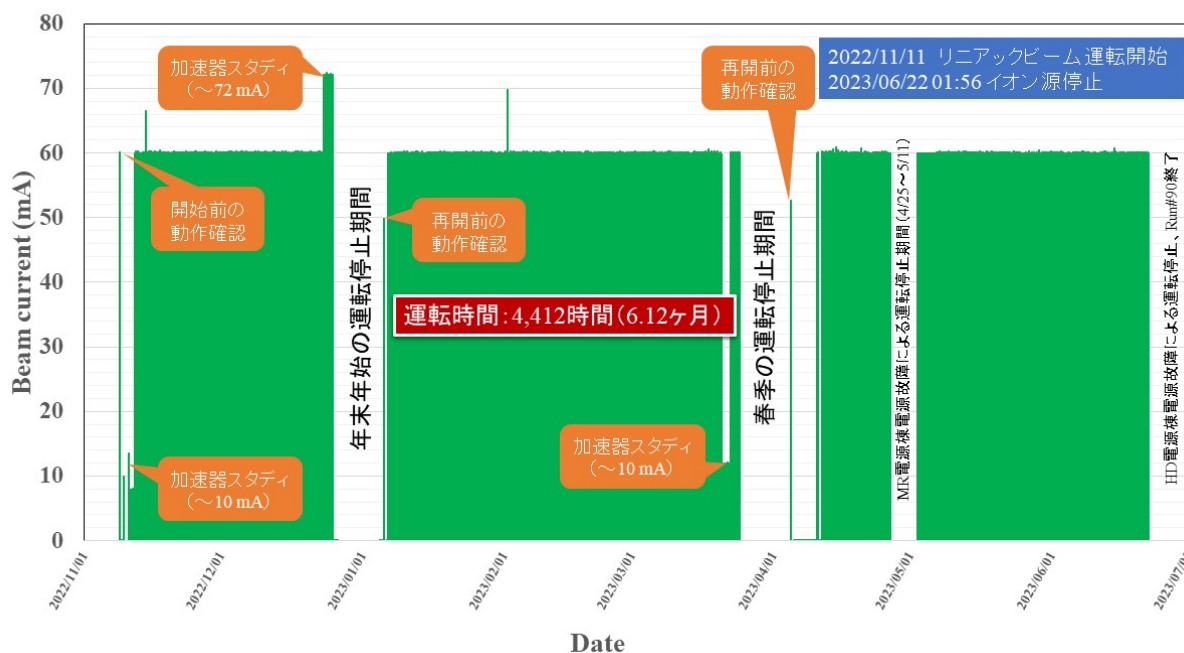 80
70
60
50
40
30
20
10
0
Beam current (mA)
加速器スタディ
(～72 mA)
再開前の
動作確認
2022/11/11 リニアックビーム運転開始
2023/06/22 01:56 イオン源停止
開始前の
動作確認
再開前の
動作確認
年末年始の運転停止期間
運転時間:4,412時間(6.12ヶ月)
春季の運転停止期間
MR電源棟電源故障による運転停止期間(4/25～5/11)
HD電源棟電源故障による運転停止、Run#90終了
加速器スタディ
(～10 mA)
加速器スタディ
(～10 mA)
2022/11/01
2022/12/01
2023/01/01
2023/02/01
2023/03/01
2023/04/01
2023/05/01
2023/06/01
Date